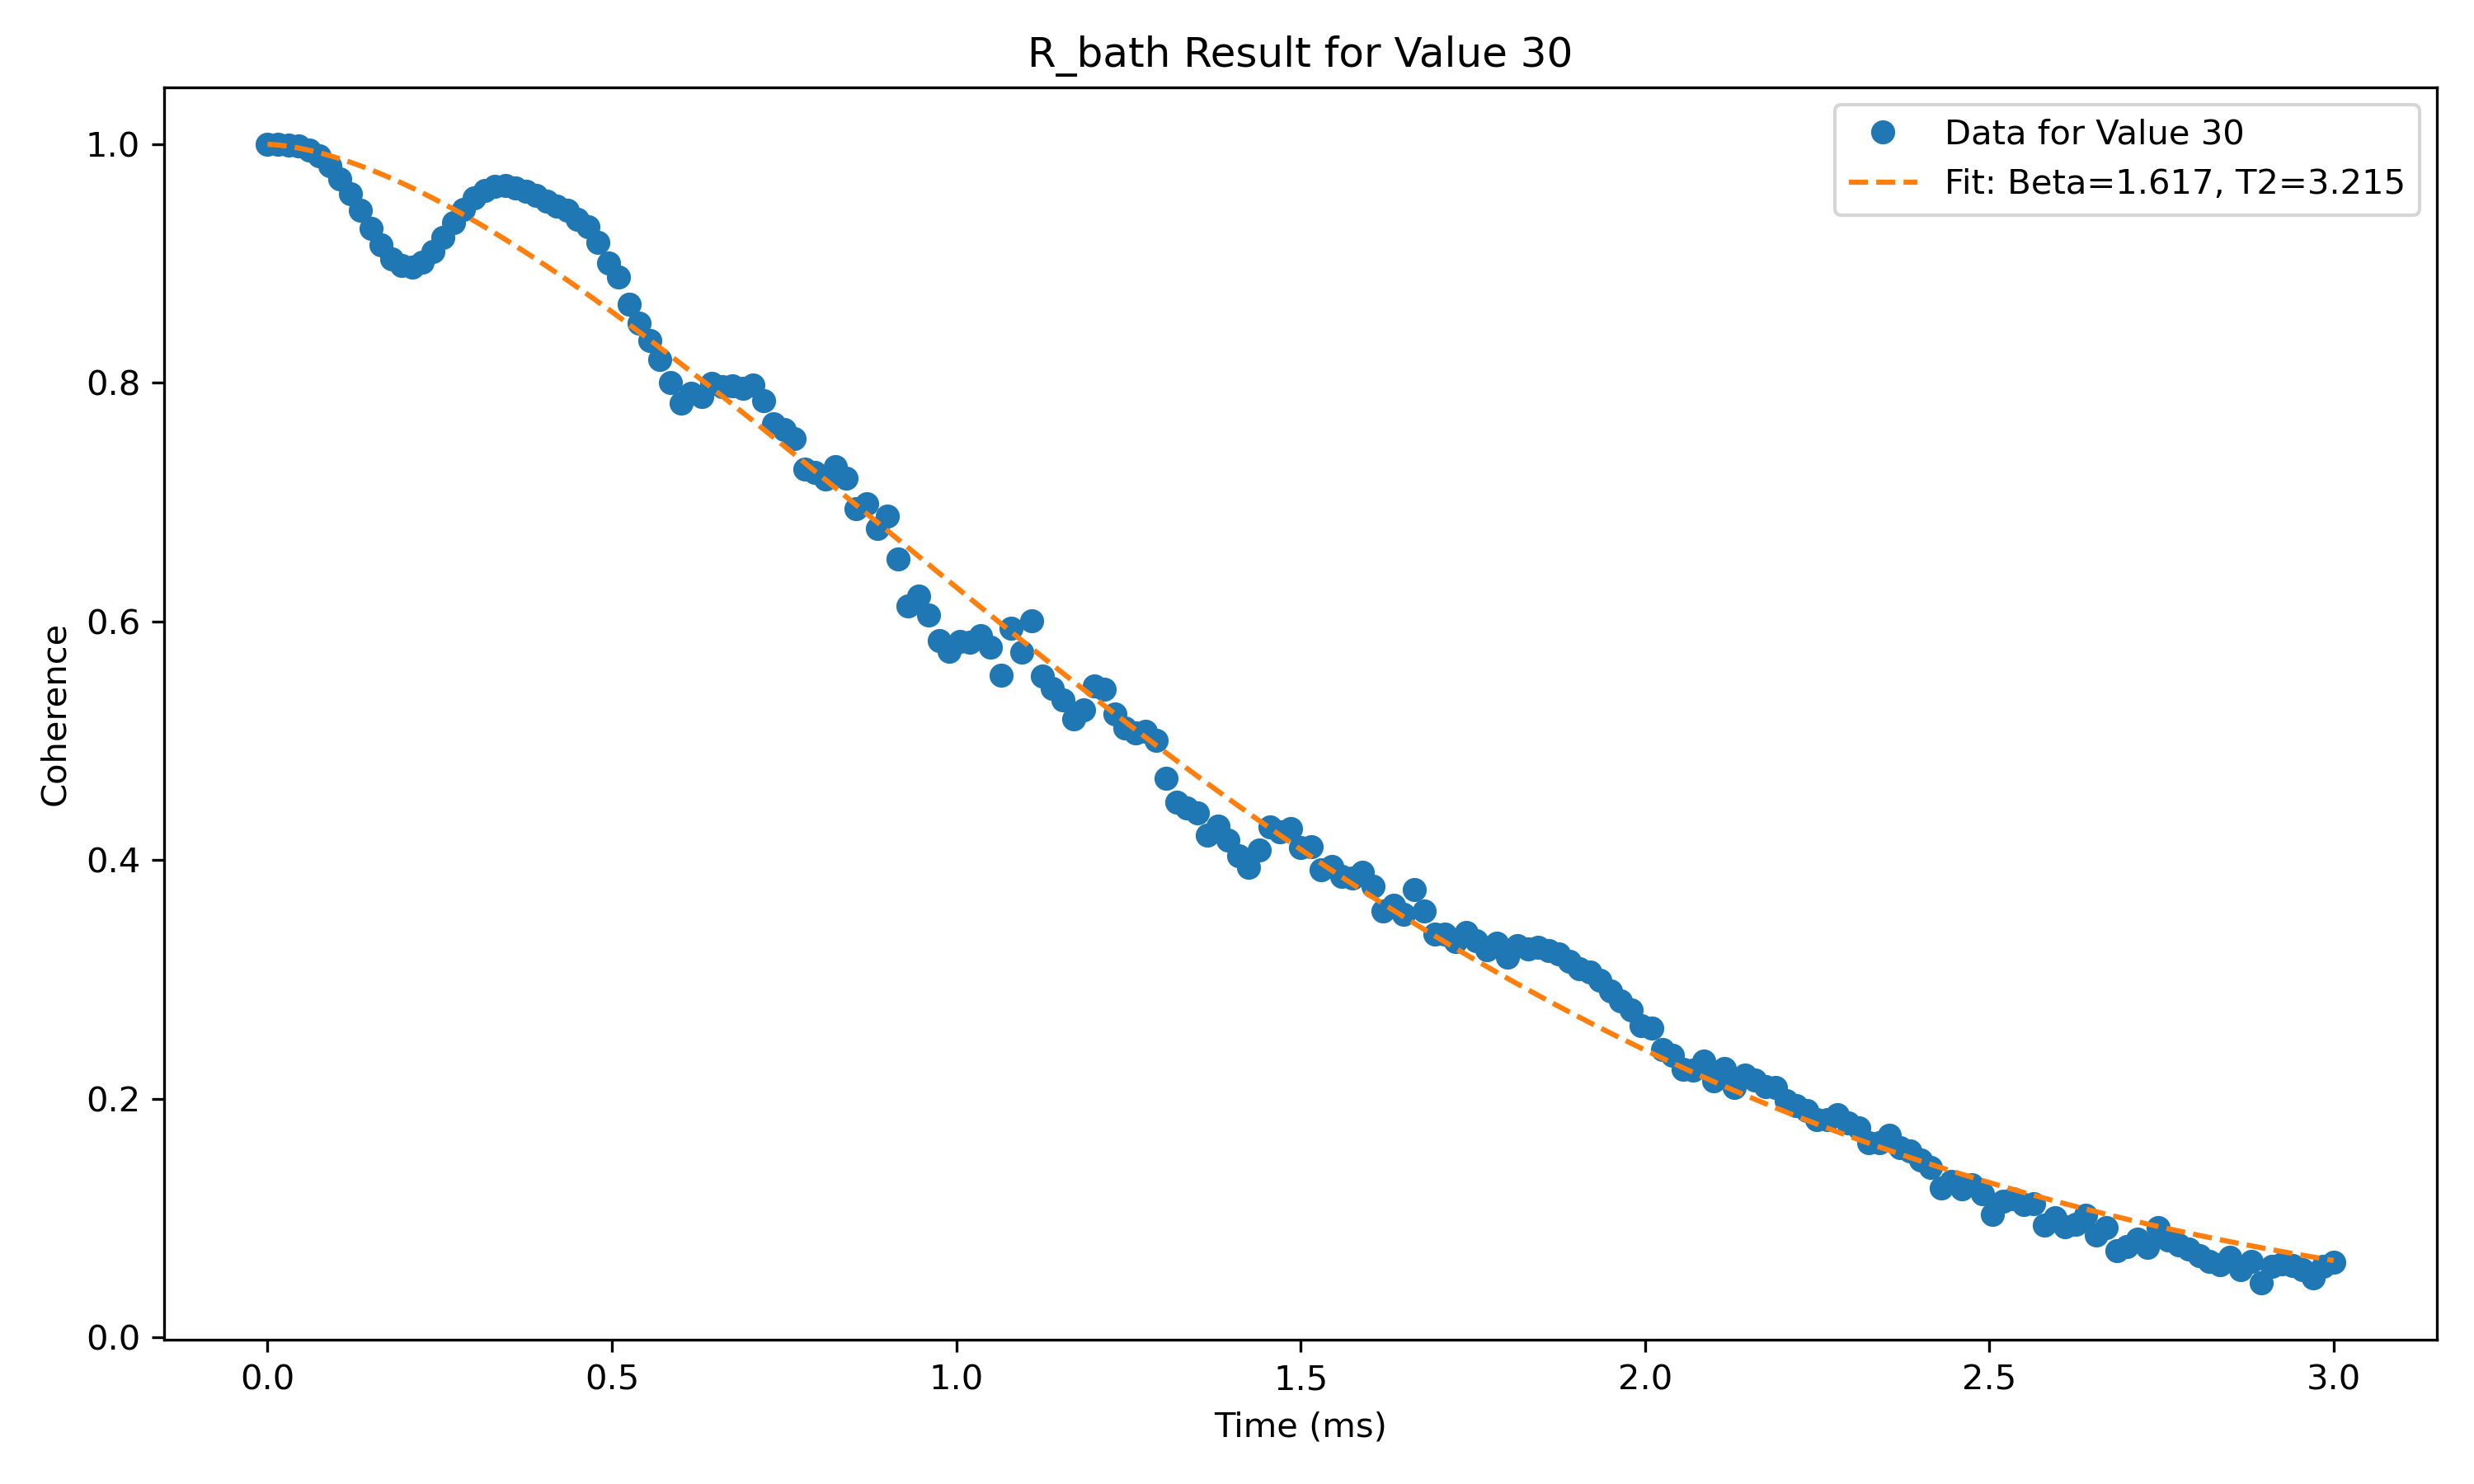 R_bath Result for Value 30
Data for Value 30
Fit: Beta=1.617, T2=3.215
Coherence
1.0
0.8
0.6
0.4
0.2
0.0
0.0 0.5 1.0 1.5 2.0 2.5 3.0
Time (ms)